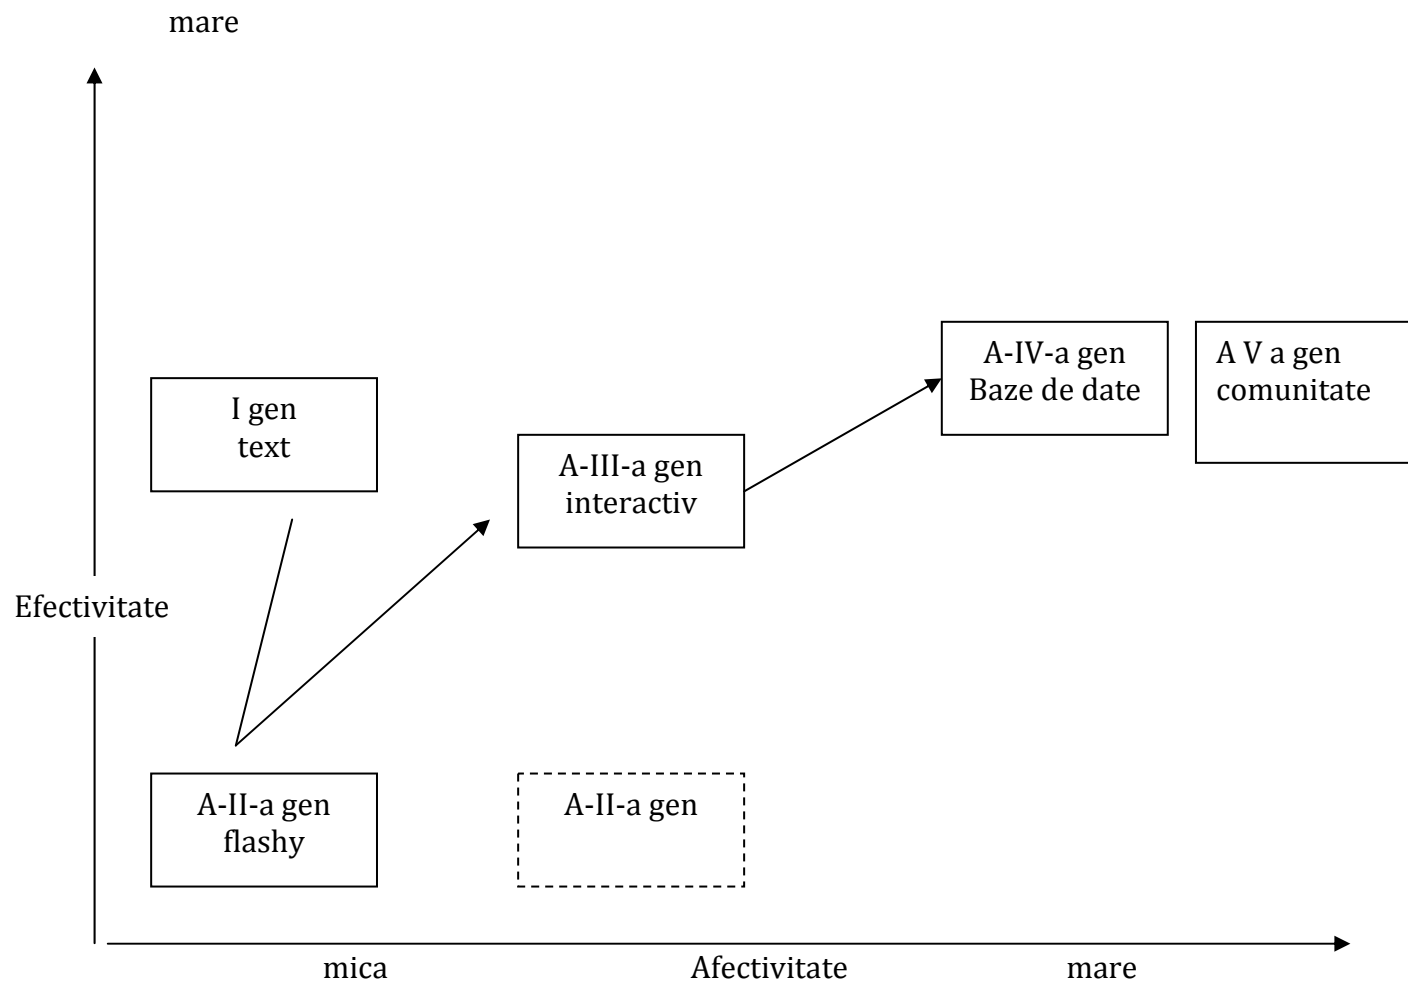 mare
A-IV-a gen
Baze de date
A V a gen
comunitate
I gen
text
A-III-a gen
interactiv
Efectivitate
A-II-a gen
flashy
A-II-a gen
mica
Afectivitate
mare